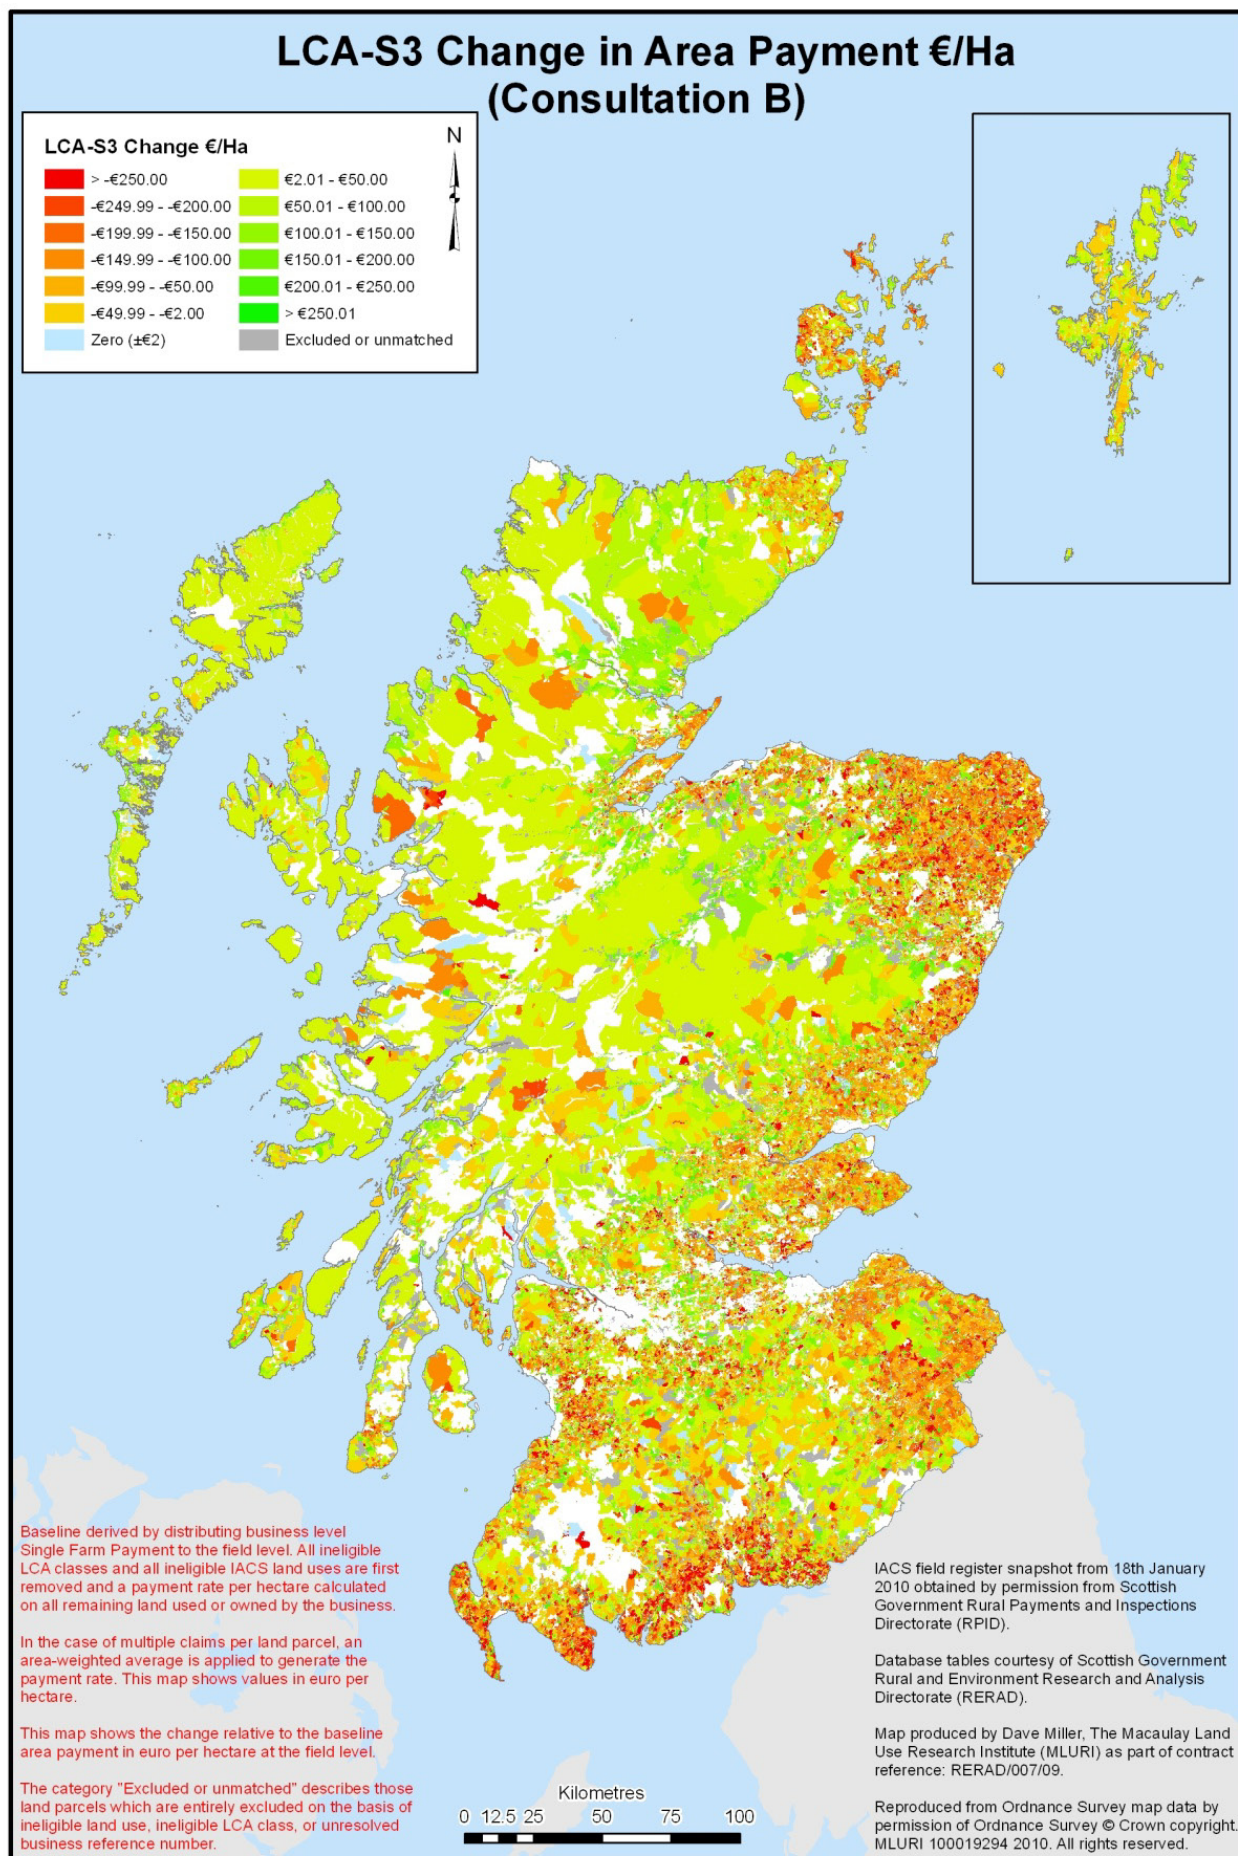 LCA-S3 Change in Area Payment €/Ha
(Consultation B)
LCA-S3 Change €/Ha
> -€250.00
-€249.99 - -€200.00
-€199.99 - -€150.00
-€149.99 - -€100.00
-€99.99 - -€50.00
-€49.99 - -€2.00
Zero (±€2)
€2.01 - €50.00
€50.01 - €100.00
€100.01 - €150.00
€150.01 - €200.00
€200.01 - €250.00
> €250.01
Excluded or unmatched
N
Baseline derived by distributing business level
Single Farm Payment to the field level. All ineligible
LCA classes and all ineligible IACS land uses are first
removed and a payment rate per hectare calculated
on all remaining land used or owned by the business.
In the case of multiple claims per land parcel, an
area-weighted average is applied to generate the
payment rate. This map shows values in euro per
hectare.
This map shows the change relative to the baseline
area payment in euro per hectare at the field level.
The category "Excluded or unmatched" describes those
land parcels which are entirely excluded on the basis of
ineligible land use, ineligible LCA class, or unresolved
business reference number.
Kilometres
0 12.5 25 50 75 100
IACS field register snapshot from 18th January
2010 obtained by permission from Scottish
Government Rural Payments and Inspections
Directorate (RPID).
Database tables courtesy of Scottish Government
Rural and Environment Research and Analysis
Directorate (RERAD).
Map produced by Dave Miller, The Macaulay Land
Use Research Institute (MLURI) as part of contract
reference: RERAD/007/09.
Reproduced from Ordnance Survey map data by
permission of Ordnance Survey © Crown copyright.
MLURI 100019294 2010. All rights reserved.